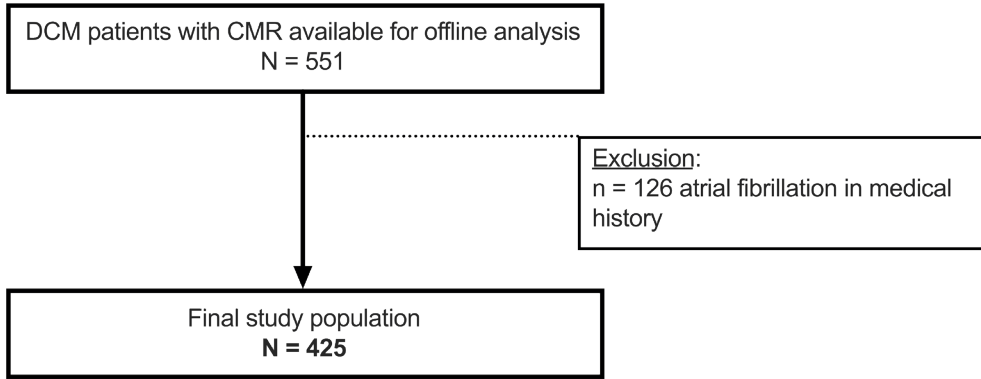 DCM patients with CMR available for offline analysis
N = 551
Exclusion:
n = 126 atrial fibrillation in medical
history
Final study population
N = 425